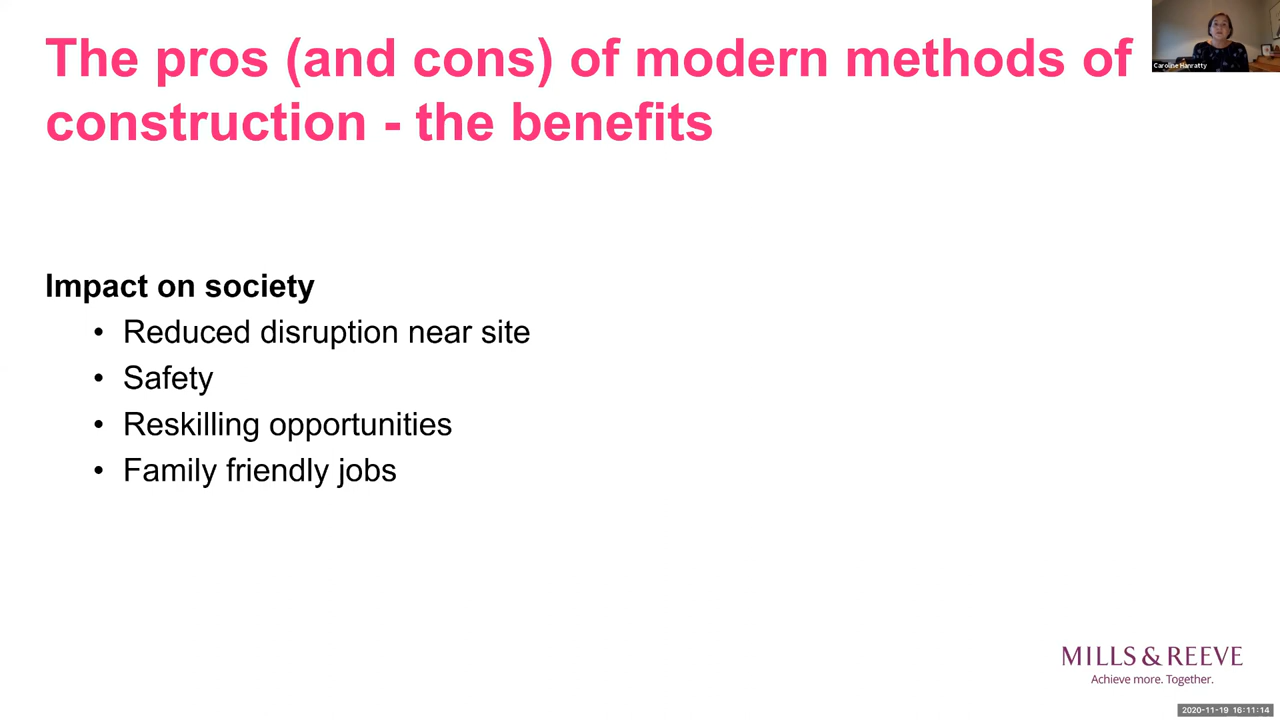 The pros (and cons) of modern methods of
construction - the benefits
Caroline Hanratty
Impact on society
• Reduced disruption near site
• Safety
• Reskilling opportunities
• Family friendly jobs
MILLS & REEVE
Achieve more. Together.
2020-11-19 16:11:14